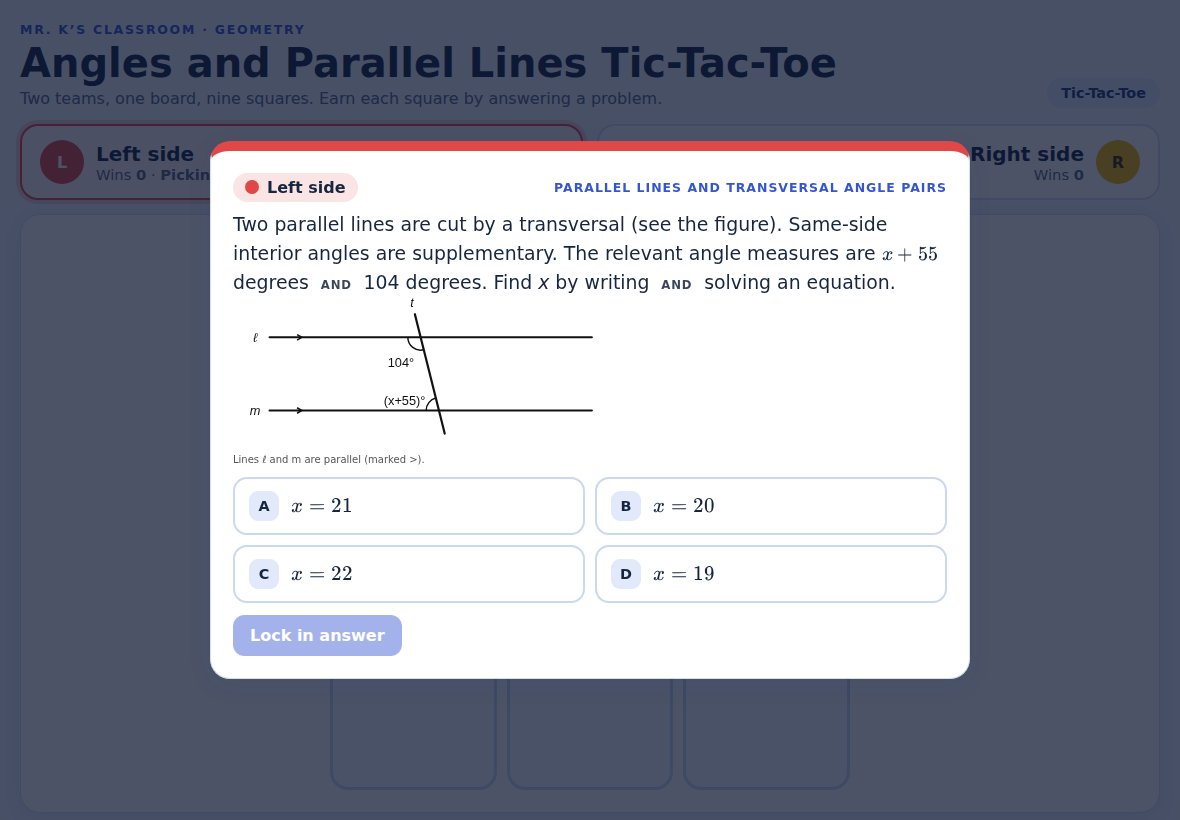 MR. K'S CLASSROOM · GEOMETRY
Angles and Parallel Lines Tic-Tac-Toe
Two teams, one board, nine squares. Earn each square by answering a problem.
Tic-Tac-Toe
L
Left side
Wins 0 · Pickin
Right side
Wins 0
R
Left side
PARALLEL LINES AND TRANSVERSAL ANGLE PAIRS
Two parallel lines are cut by a transversal (see the figure). Same-side
interior angles are supplementary. The relevant angle measures are x + 55
degrees AND 104 degrees. Find x by writing AND solving an equation.
t
ℓ
104°
(x+55)°
m
Lines ℓ and m are parallel (marked >).
A x = 21
B x = 20
C x = 22
D x = 19
Lock in answer